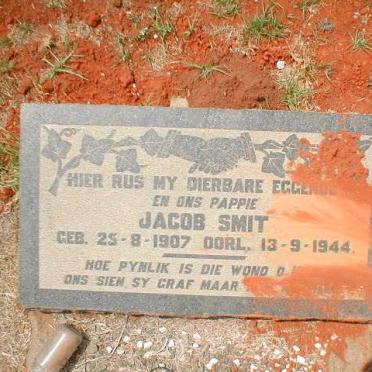 HIER RUS MY DIERBARE EGGENO
EN ONS PAPPIE
JACOB SMIT
GEB. 25-8-1907 OORL. 13-9-1944.
HOE PYNLIK IS DIE WOND
ONS SIEN SY GRAF MAAR